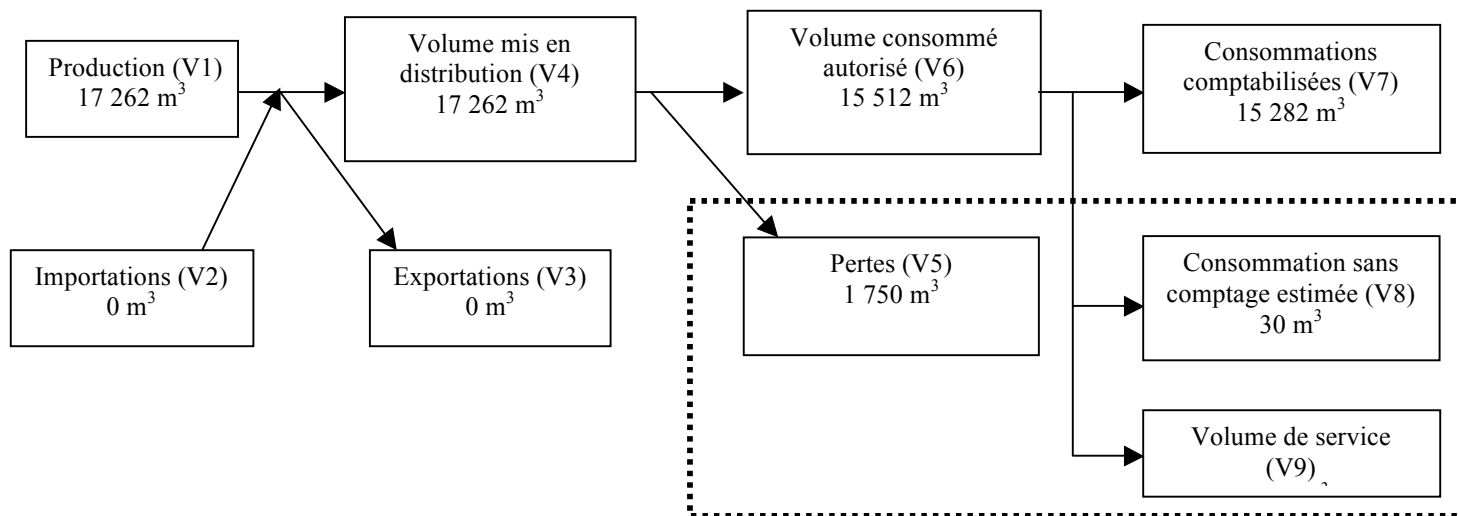 Production (V1)
17 262 m³
Volume mis en
distribution (V4)
17 262 m³
Volume consommé
autorisé (V6)
15 512 m³
Consommations
comptabilisées (V7)
15 282 m³
Importations (V2)
0 m³
Exportations (V3)
0 m³
Pertes (V5)
1 750 m³
Consommation sans
comptage estimée (V8)
30 m³
Volume de service
(V9)